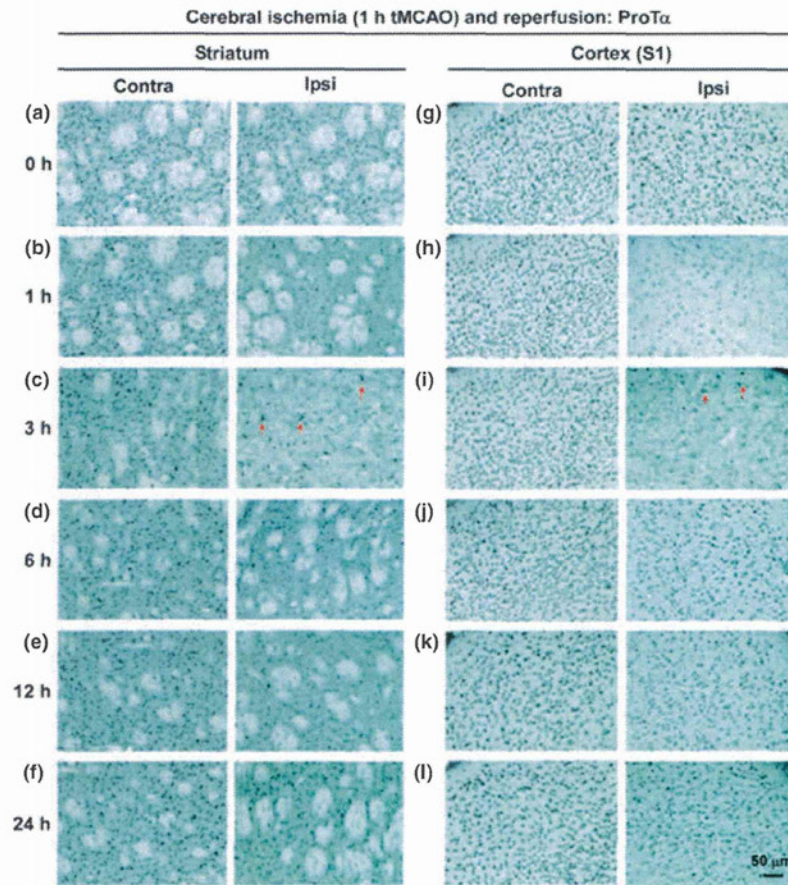 Cerebral ischemia (1 h tMCAO) and reperfusion: ProTα
Striatum
Cortex (S1)
Contra
Ipsi
Contra
Ipsi
(a)
(g)
0 h
(b)
(h)
1 h
(c)
(i)
3 h
(d)
(j)
6 h
(e)
(k)
12 h
(f)
(l)
24 h
50 μm